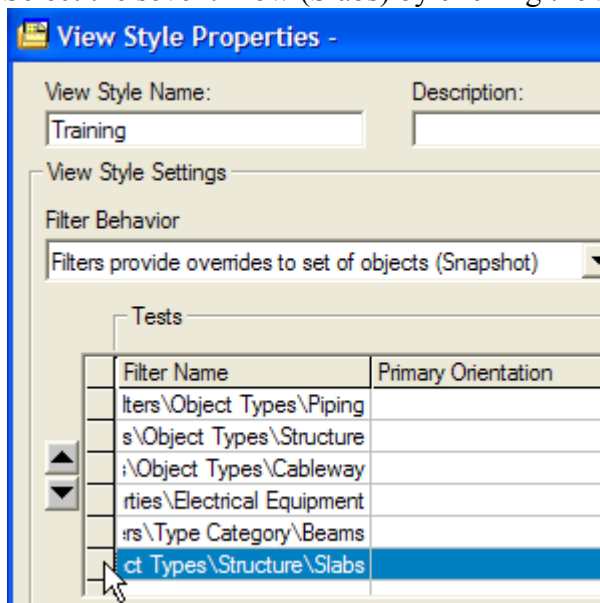 View Style Properties -
View Style Name: Description:
Training
View Style Settings
Filter Behavior
Filters provide overrides to set of objects (Snapshot)
Tests
Filter Name Primary Orientation
lters\Object Types\Piping
s\Object Types\Structure
\Object Types\Cableway
rties\Electrical Equipment
rs\Type Category\Beams
ct Types\Structure\Slabs